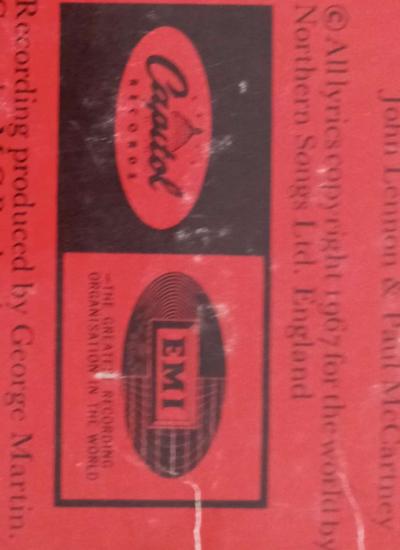 John Lennon & Paul McCartney
© All lyrics copyright 1967 for the world by
Northern Songs Ltd. England
Capitol
RECORDS
EMI
THE GREATEST RECORDING
ORGANISATION IN THE WORLD
Recording produced by George Martin.